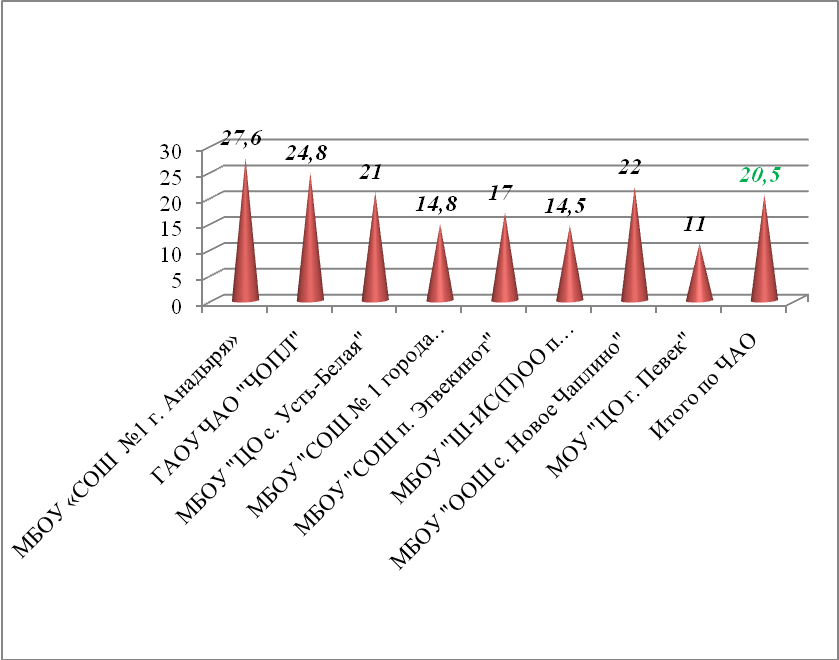 27,6
24,8
21
14,8
17
14,5
22
11
20,5
30
25
20
15
10
5
0
МБОУ «СОШ №1 г. Анадыря»
ГАОУ ЧАО "ЧОПЛ"
МБОУ "ЦО с. Усть-Белая"
МБОУ "СОШ № 1 города…
МБОУ "СОШ п. Эгвекинот"
МБОУ "Ш-ИС(П)ОО п…
МБОУ "ООШ с. Новое Чаплино"
МОУ "ЦО г. Певек"
Итого по ЧАО